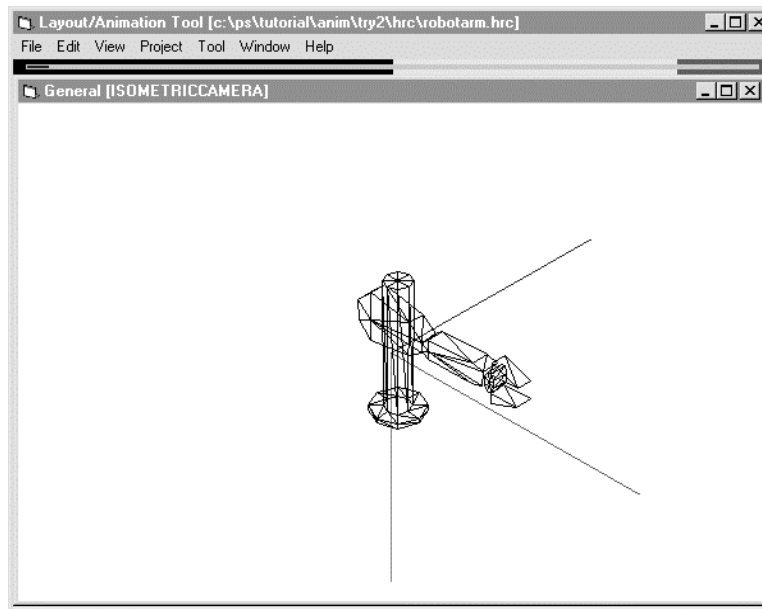 Layout/Animation Tool [c:\ps\tutorial\anim\try2\hrc\robotarm.hrc]
File Edit View Project Tool Window Help
General [ISOMETRICCAMERA]